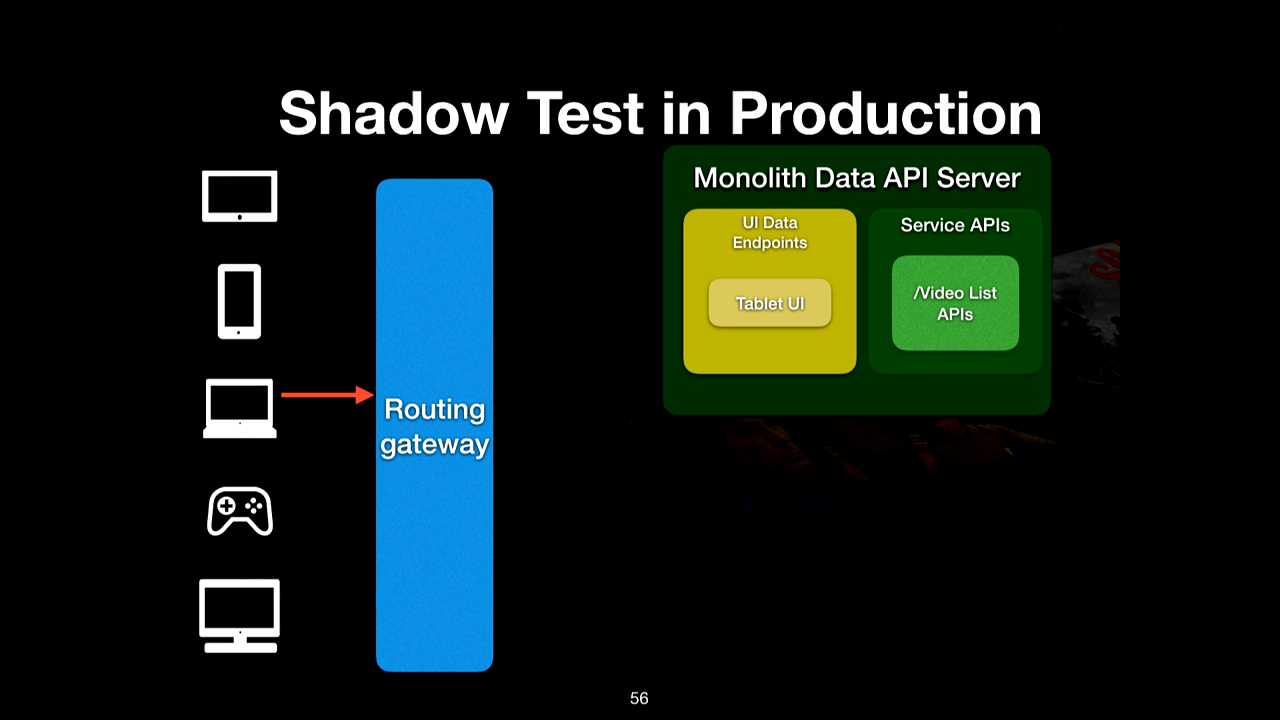 Shadow Test in Production
Monolith Data API Server
UI Data
Endpoints
Tablet UI
Service APIs
/Video List
APIs
Routing
gateway
56